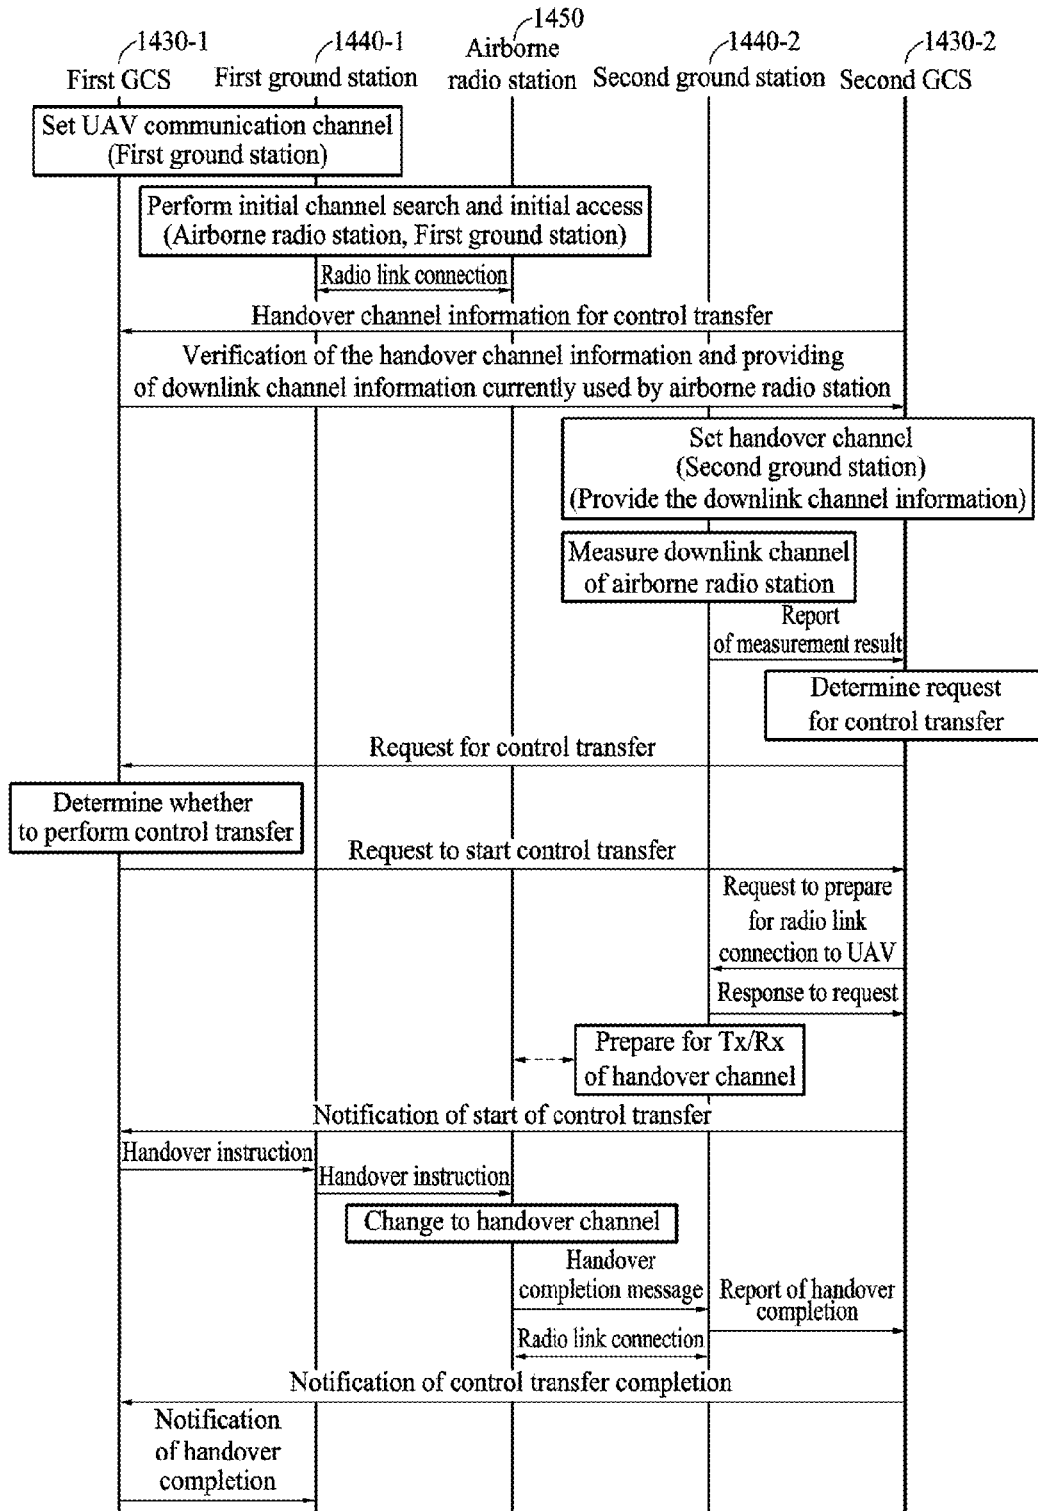 1430-1
1440-1
1450
1440-2
1430-2
First GCS
First ground station
Airborne
radio station
Second ground station
Second GCS
Set UAV communication channel
(First ground station)
Perform initial channel search and initial access
(Airborne radio station, First ground station)
Radio link connection
Handover channel information for control transfer
Verification of the handover channel information and providing
of downlink channel information currently used by airborne radio station
Set handover channel
(Second ground station)
(Provide the downlink channel information)
Measure downlink channel
of airborne radio station
Report
of measurement result
Determine request
for control transfer
Request for control transfer
Determine whether
to perform control transfer
Request to start control transfer
Request to prepare
for radio link
connection to UAV
Response to request
Prepare for Tx/Rx
of handover channel
Notification of start of control transfer
Handover instruction
Handover instruction
Change to handover channel
Handover
completion message
Report of handover
completion
Radio link connection
Notification of control transfer completion
Notification
of handover
completion